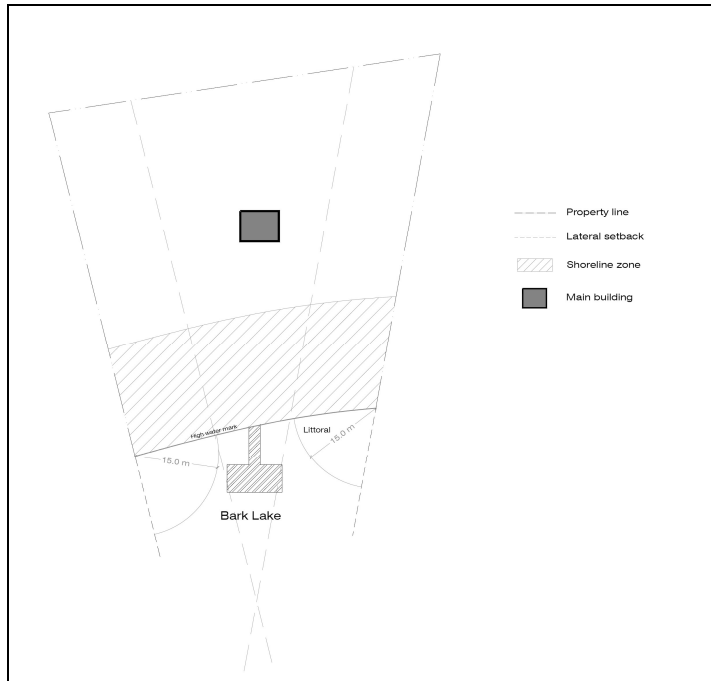 Property line
Lateral setback
Shoreline zone
Main building
High water mark
Littoral
15.0 m
15.0 m
Bark Lake